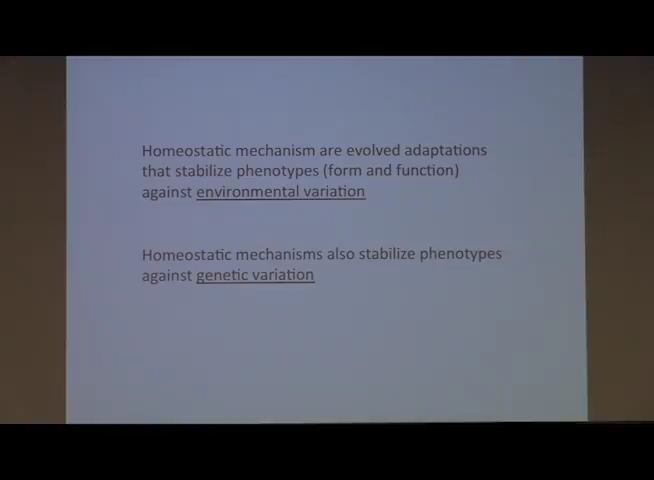 Homeostatic mechanism are evolved adaptations
that stabilize phenotypes (form and function)
against environmental variation
Homeostatic mechanisms also stabilize phenotypes
against genetic variation